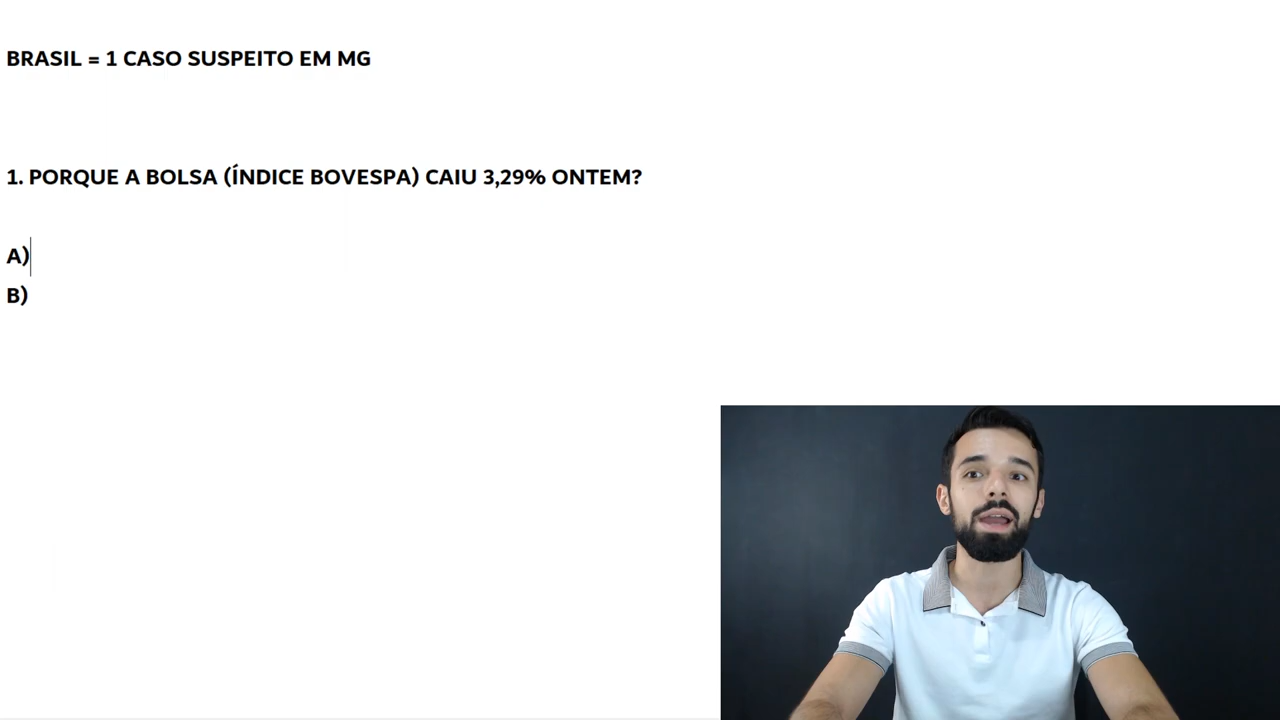 BRASIL = 1 CASO SUSPEITO EM MG
1. PORQUE A BOLSA (ÍNDICE BOVESPA) CAIU 3,29% ONTEM?
A)
B)